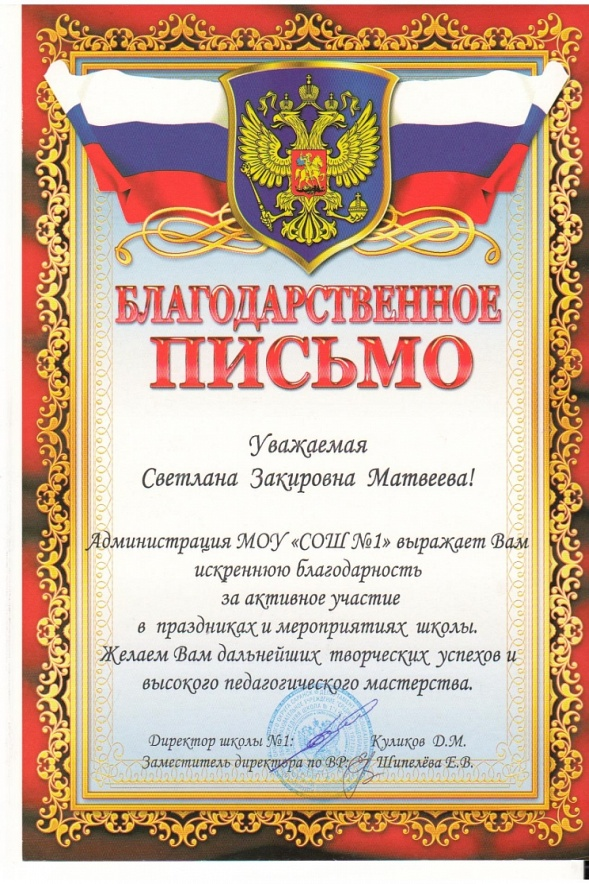 БЛАГОДАРСТВЕННОЕ
ПИСЬМО
Уважаемая
Светлана Закировна Матвеева!
Администрация МОУ «СОШ №1» выражает Вам
искреннюю благодарность
за активное участие
в праздниках и мероприятиях школы.
Желаем Вам дальнейших творческих успехов и
высокого педагогического мастерства.
Директор школы №1: Куликов Д.М.
Заместитель директора по ВР: Шипелёва Е.В.